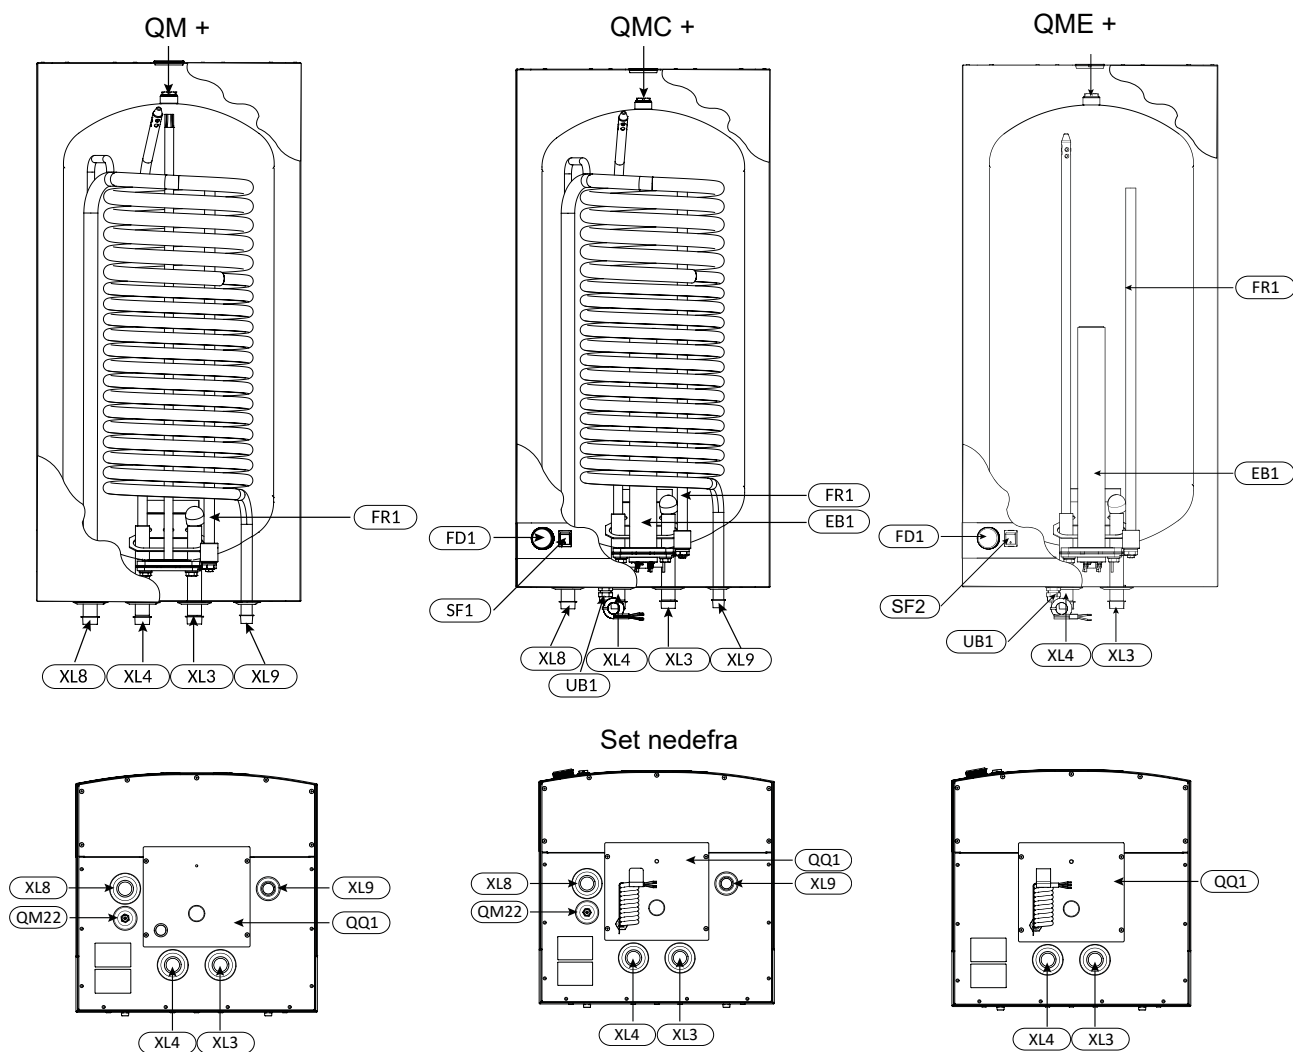 QM +
QMC +
QME +
FR1
FR1
FR1
EB1
EB1
FD1
FD1
SF1
SF2
UB1
XL8
XL4
XL3
XL9
XL8
XL4
XL3
XL9
UB1
XL4
XL3
Set nedefra
XL8
XL9
QM22
QQ1
XL4
XL3
QQ1
XL8
XL9
QM22
XL4
XL3
QQ1
XL4
XL3